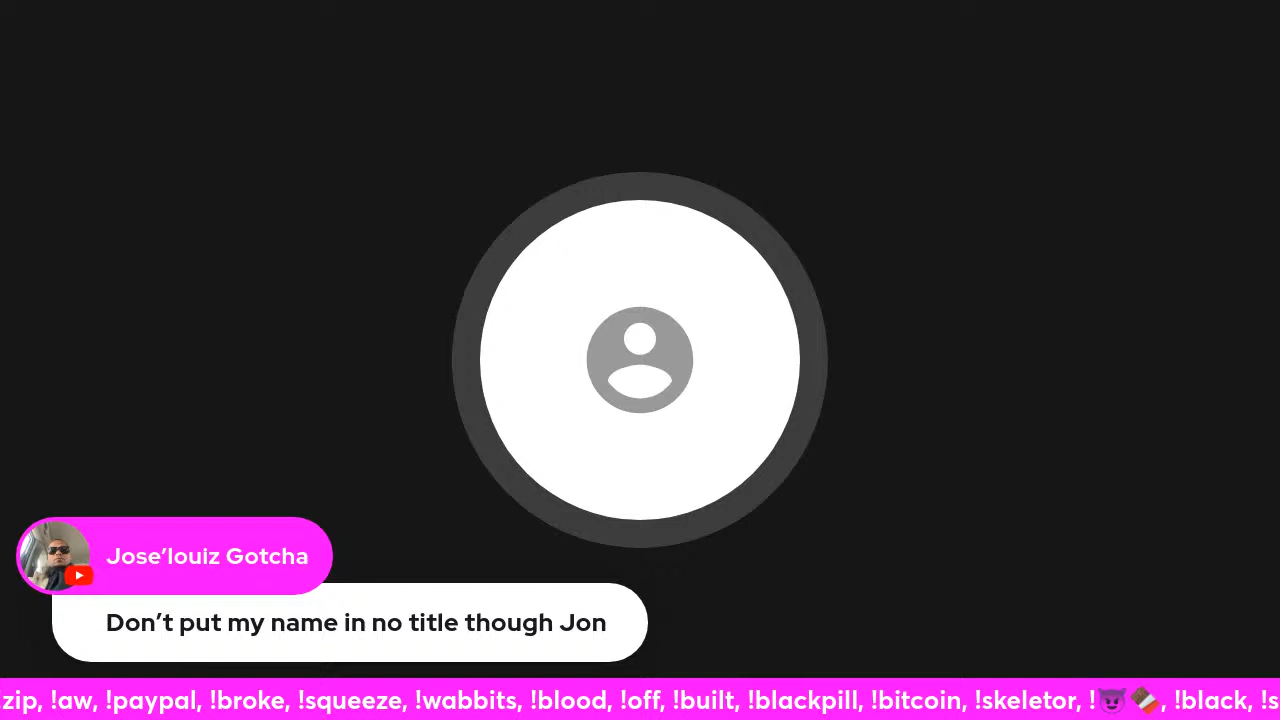 Jose’louiz Gotcha
Don’t put my name in no title though Jon
zip, !aw, !paypal, !broke, !squeeze, !wabbits, !blood, !off, !built, !blackpill, !bitcoin, !skeletor, !😈🍫, !black, !s